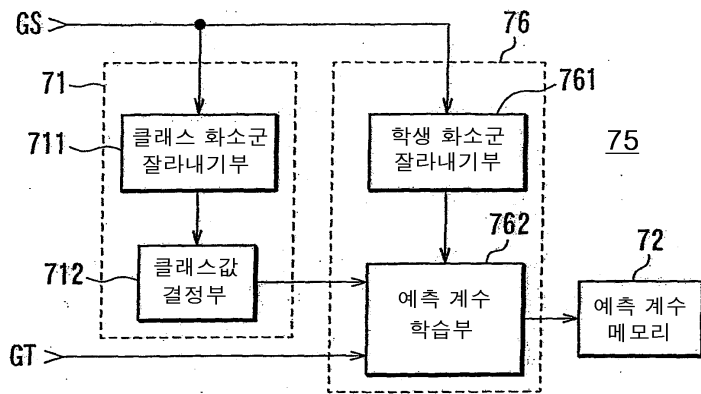 GS
76
71
761
711
클래스 화소군
잘라내기부
학생 화소군
잘라내기부
75
762
72
712
클래스값
결정부
예측 계수
학습부
예측 계수
메모리
GT